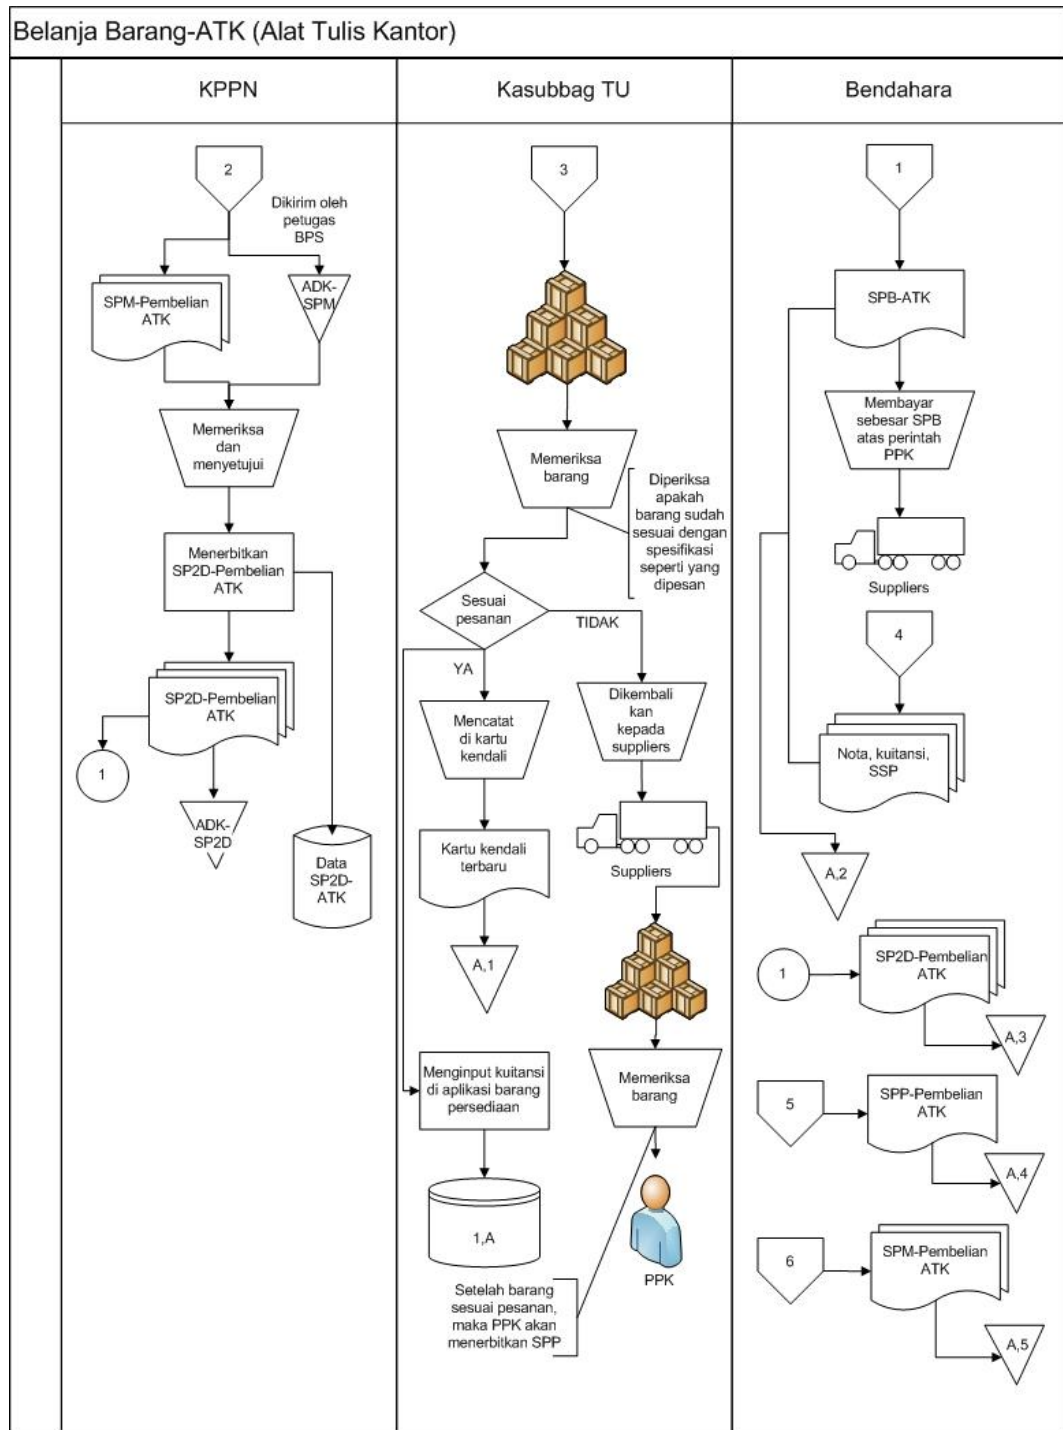 Belanja Barang-ATK (Alat Tulis Kantor)
KPPN
2
Dikirim oleh
petugas
BPS
SPM-Pembelian
ATK
ADK-
SPM
Memeriksa
dan
menyetujui
Menerbitkan
SP2D-Pembelian
ATK
SP2D-Pembelian
ATK
1
ADK-
SP2D
Data
SP2D-
ATK
Kasubbag TU
3
Memeriksa
barang
Diperiksa
apakah
barang sudah
sesuai dengan
spesifikasi
seperti yang
dipesan
Sesuai
pesanan
TIDAK
YA
Mencatat
di kartu
kendali
Dikembali
kan
kepada
suppliers
Kartu kendali
terbaru
Suppliers
A,1
Menginput kuitansi
di aplikasi barang
persediaan
Memeriksa
barang
1,A
PPK
Setelah barang
sesuai pesanan,
maka PPK akan
menerbitkan SPP
Bendahara
1
SPB-ATK
Membayar
sebesar SPB
atas perintah
PPK
Suppliers
4
Nota, kuitansi,
SSP
A,2
1
SP2D-Pembelian
ATK
A,3
5
SPP-Pembelian
ATK
A,4
6
SPM-Pembelian
ATK
A,5